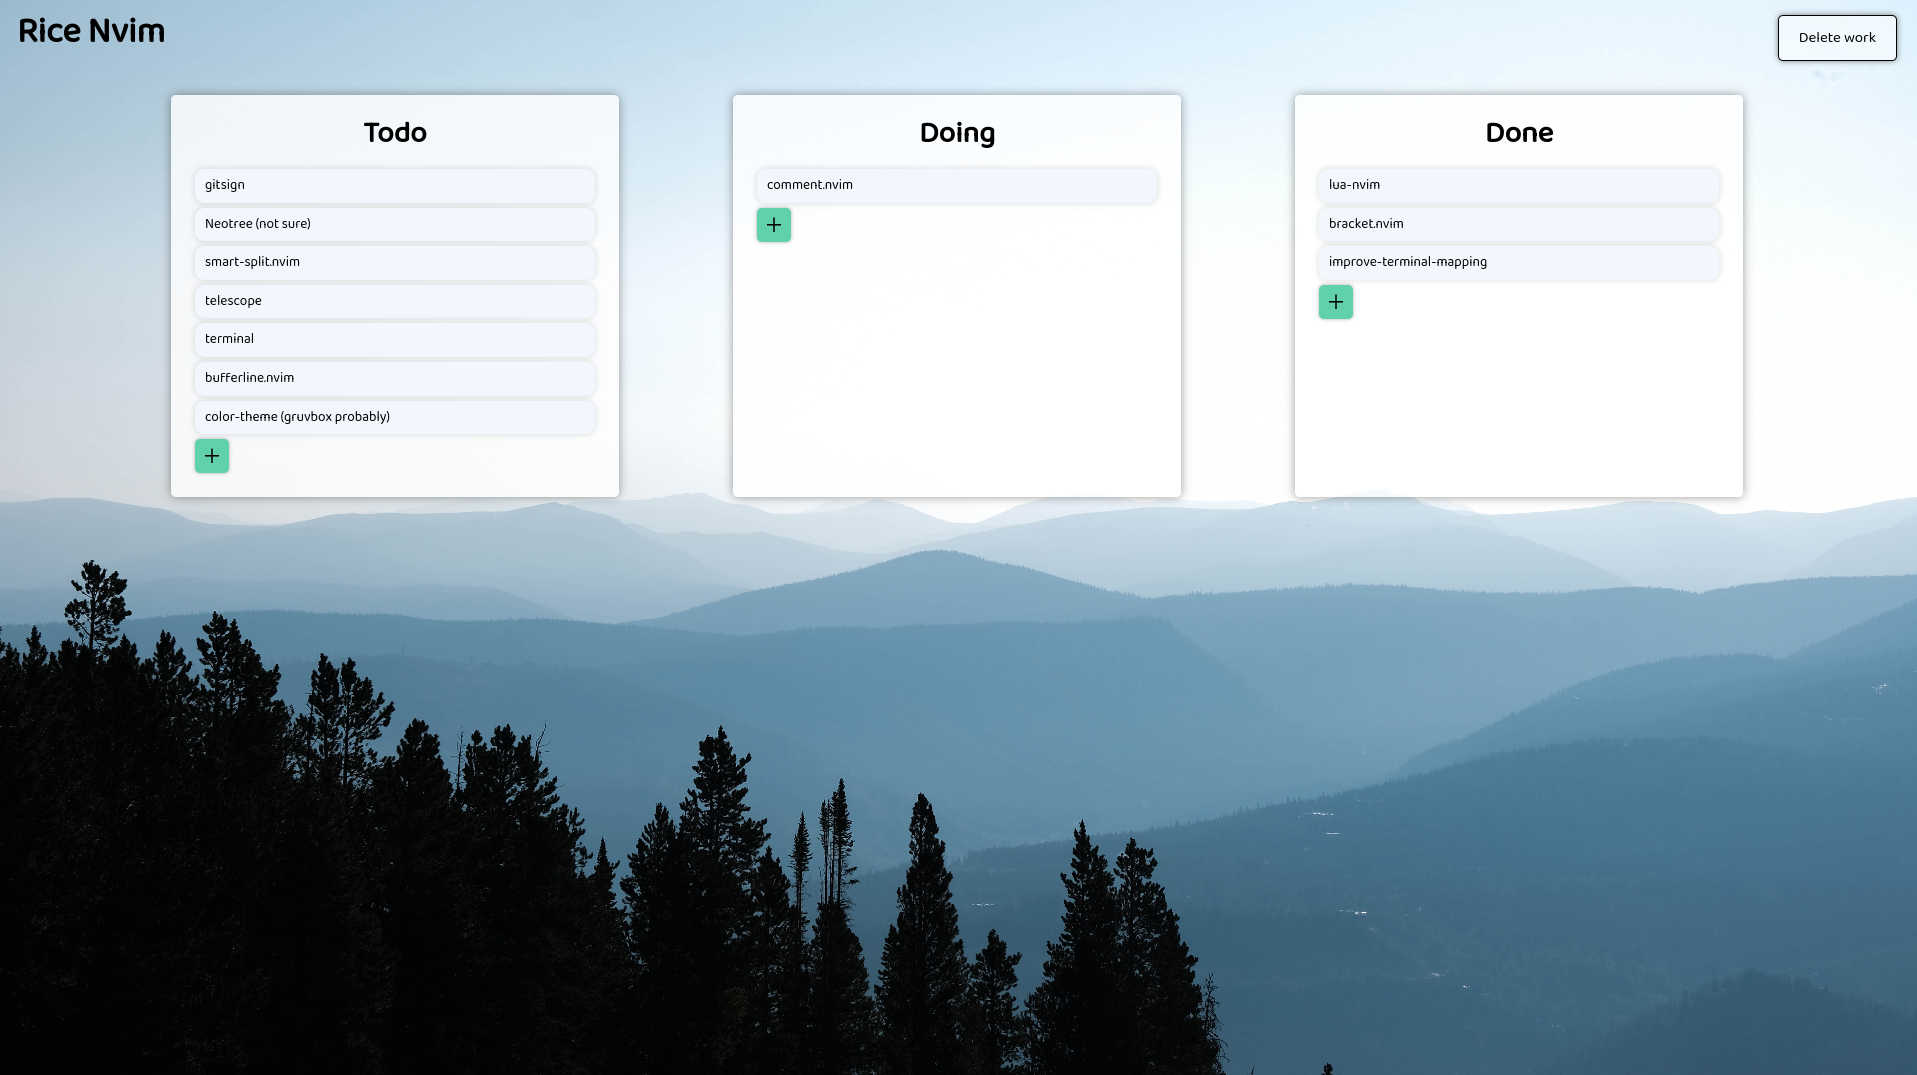 Rice Nvim
Delete work
Todo
gitsign
Neotree (not sure)
smart-split.nvim
telescope
terminal
bufferline.nvim
color-theme (gruvbox probably)
+
Doing
comment.nvim
+
Done
lua-nvim
bracket.nvim
improve-terminal-mapping
+